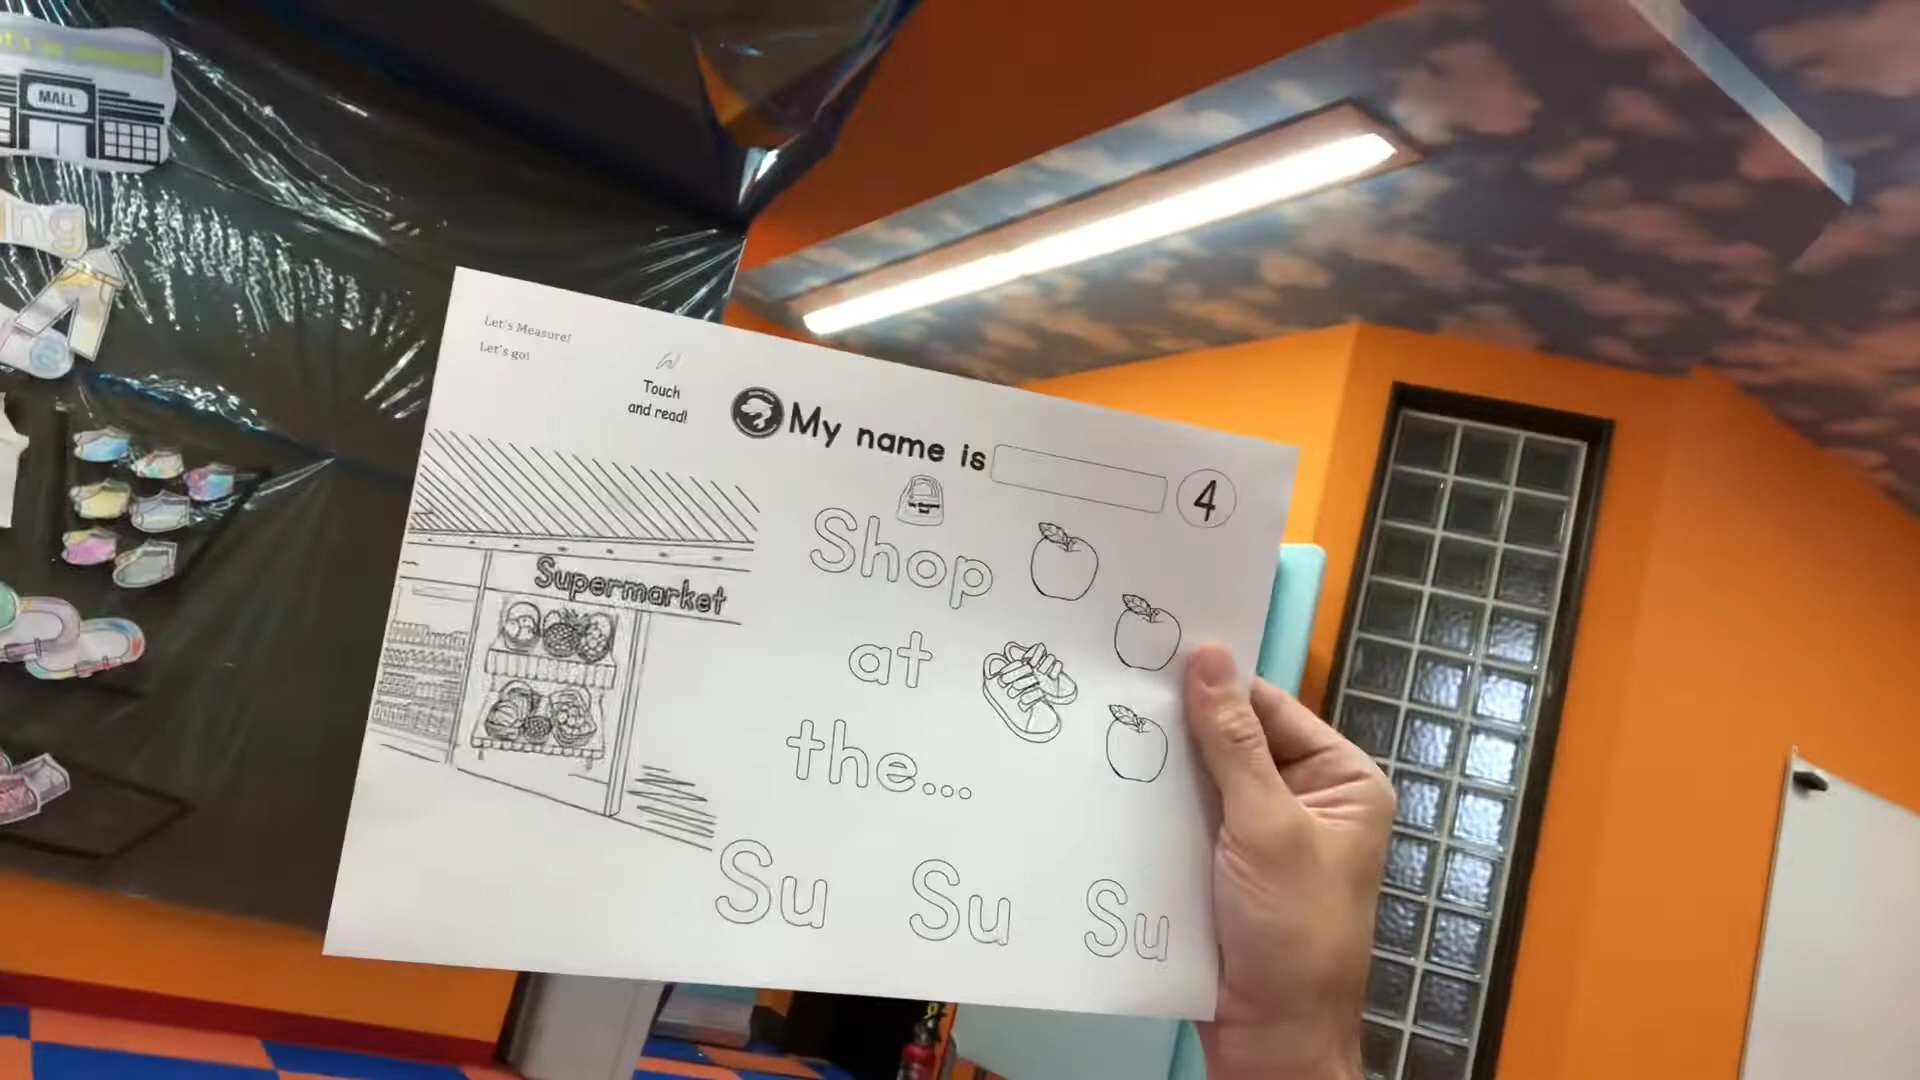 MALL
ing
Let's Measure!
Let's go!
Touch
and read!
My name is
4
Shop
at
the...
Supermarket
Su Su Su